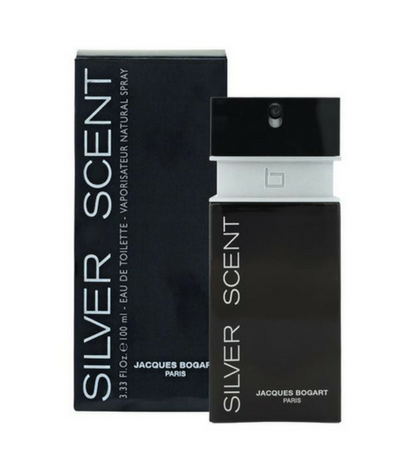 SILVER SCENT
3.33 Fl.Oz. e 100 ml - EAU DE TOILETTE - VAPORISATEUR NATURAL SPRAY
JACQUES BOGART
PARIS
b
SILVER SCENT
JACQUES BOGART
PARIS